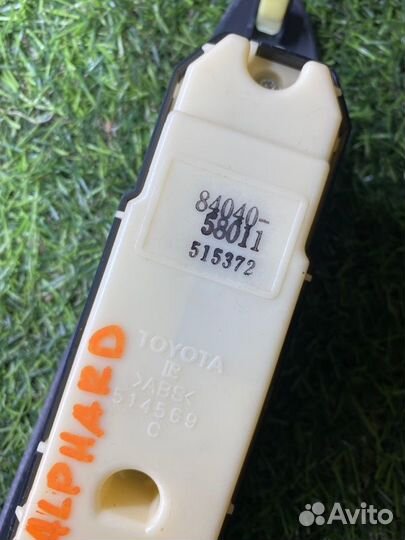 84040-
58011
515372
TOYOTA
IB
>ABS<
514569
C
ALPHARD
Avito